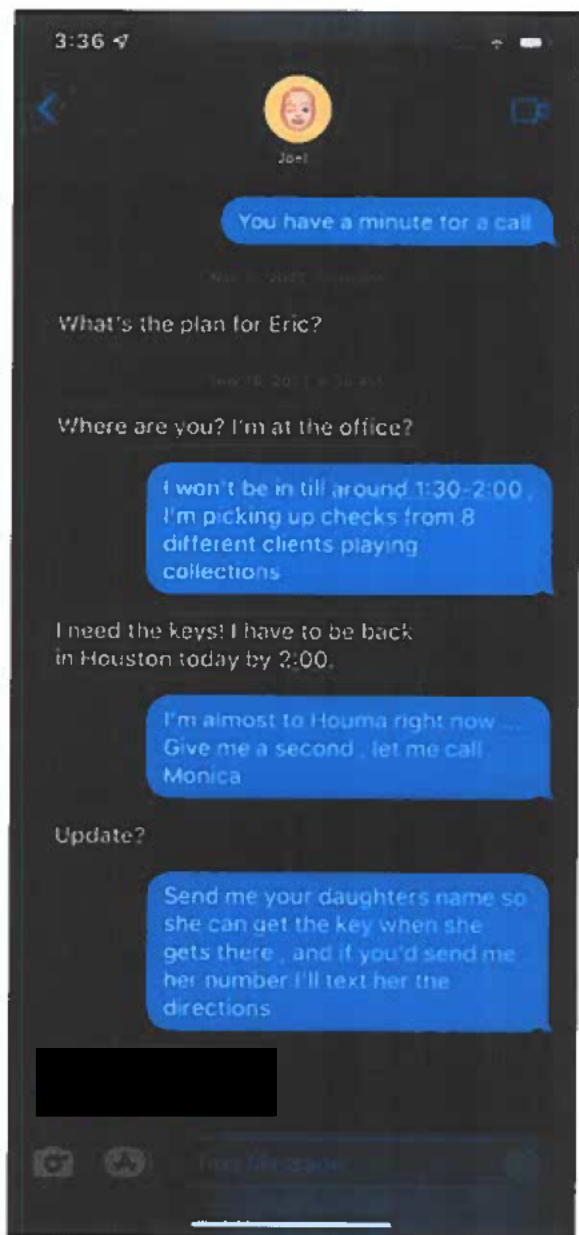 3:36
Joel
You have a minute for a call
What's the plan for Eric?
Where are you? I'm at the office?
I won't be in till around 1:30-2:00 ,
I'm picking up checks from 8
different clients playing
collections
I need the keys! I have to be back
in Houston today by 2:00.
I'm almost to Houma right now ....
Give me a second , let me call
Monica
Update?
Send me your daughters name so
she can get the key when she
gets there , and if you'd send me
her number I'll text her the
directions
Text Message